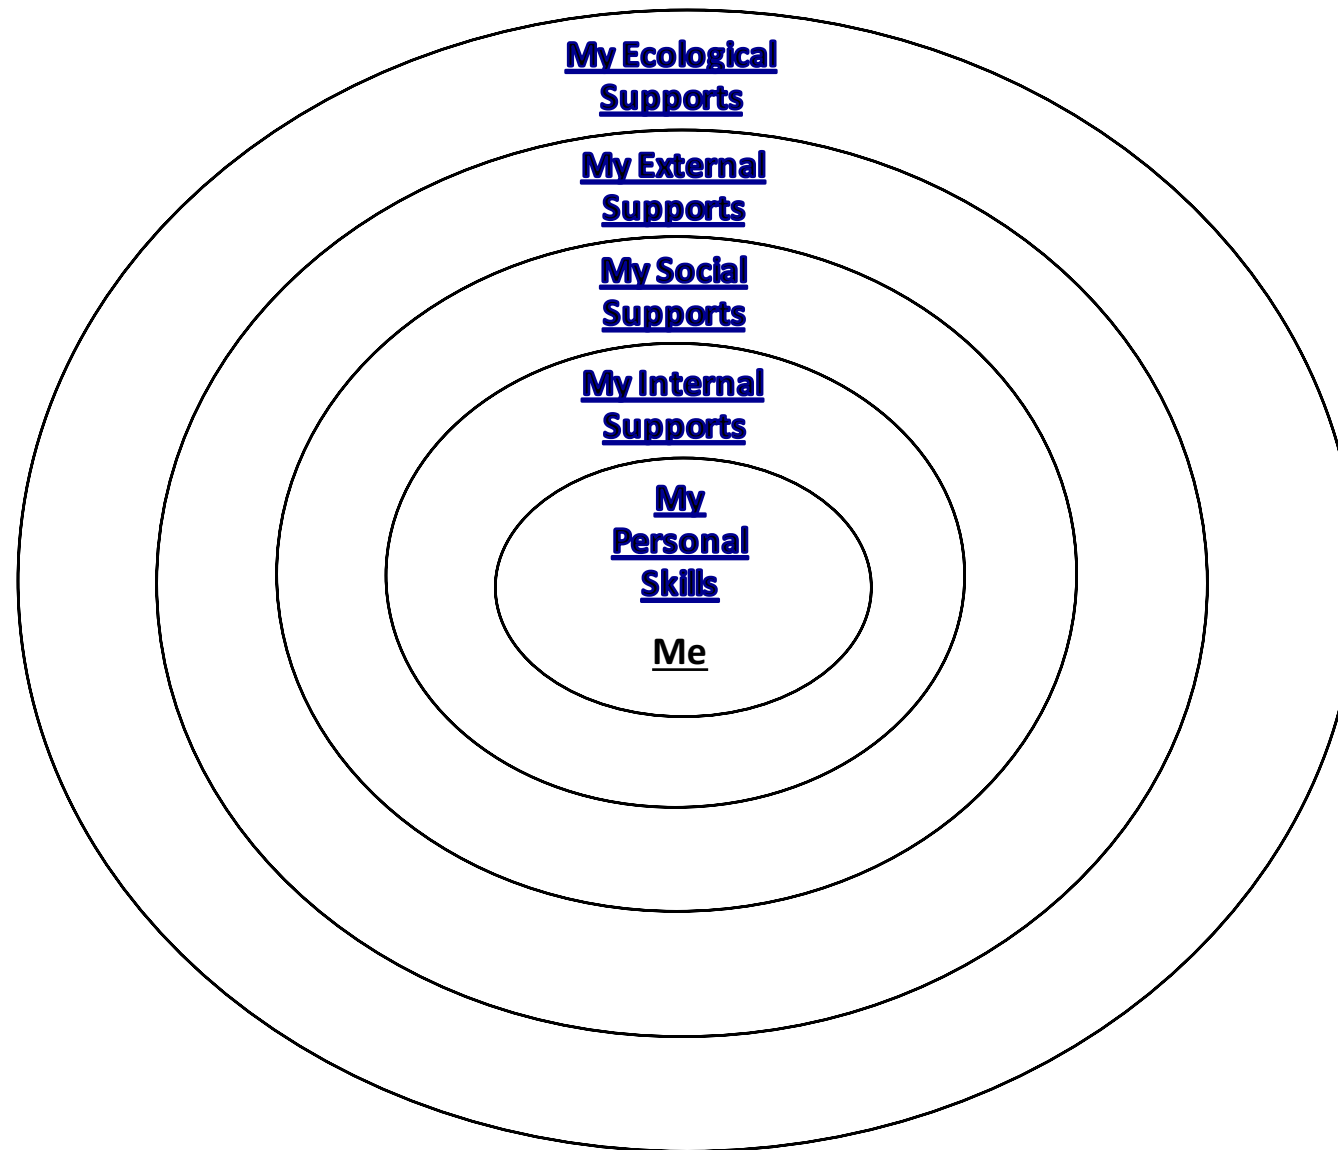 My Ecological
Supports
My External
Supports
My Social
Supports
My Internal
Supports
My
Personal
Skills
Me